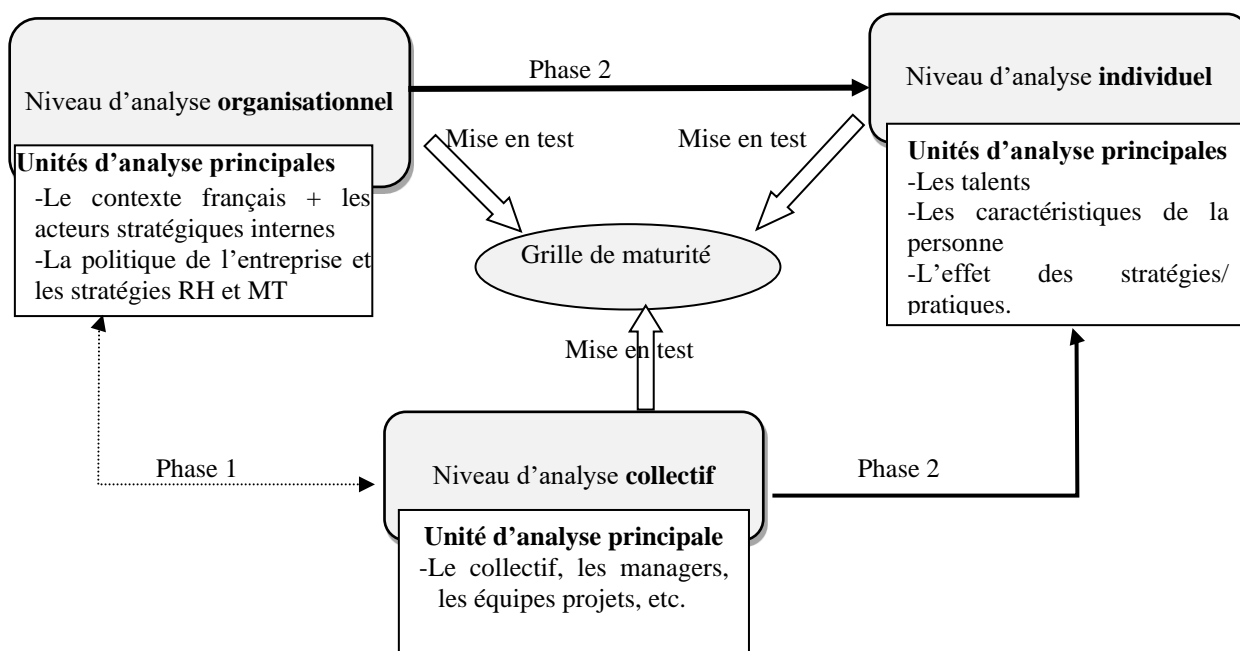 Niveau d’analyse organisationnel
Unités d’analyse principales
-Le contexte français + les
acteurs stratégiques internes
-La politique de l’entreprise et
les stratégies RH et MT
Phase 2
Niveau d’analyse individuel
Unités d’analyse principales
-Les talents
-Les caractéristiques de la
personne
-L’effet des stratégies/
pratiques.
Mise en test
Mise en test
Grille de maturité
Mise en test
Phase 1
Niveau d’analyse collectif
Unité d’analyse principale
-Le collectif, les managers,
les équipes projets, etc.
Phase 2